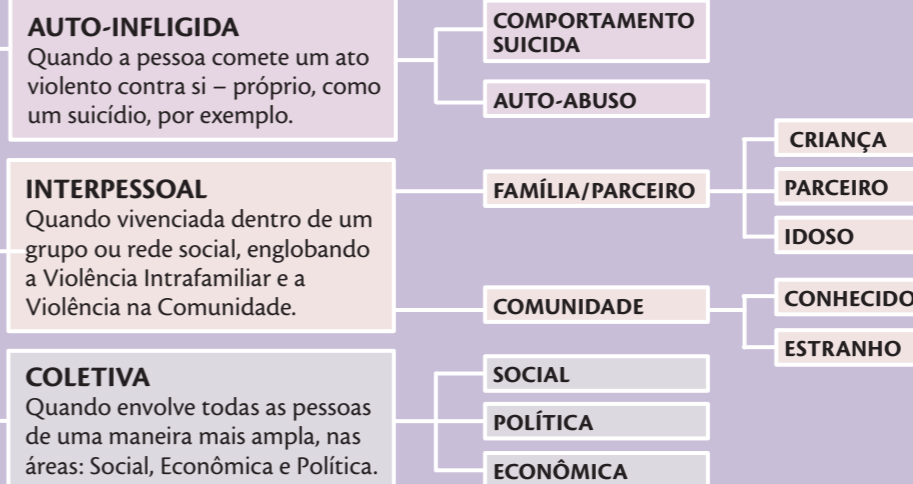 AUTO-INFLIGIDA
Quando a pessoa comete um ato
violento contra si – próprio, como
um suicídio, por exemplo.
COMPORTAMENTO
SUICIDA
AUTO-ABUSO
INTERPESSOAL
Quando vivenciada dentro de um
grupo ou rede social, englobando
a Violência Intrafamiliar e a
Violência na Comunidade.
FAMÍLIA/PARCEIRO
CRIANÇA
PARCEIRO
IDOSO
COMUNIDADE
CONHECIDO
ESTRANHO
COLETIVA
Quando envolve todas as pessoas
de uma maneira mais ampla, nas
áreas: Social, Econômica e Política.
SOCIAL
POLÍTICA
ECONÔMICA